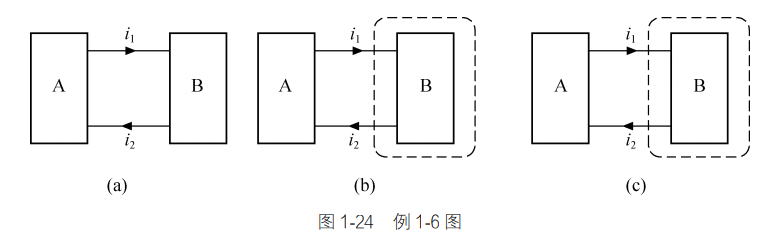 i₁ i₁ i₁
A B A B A B
i₂ i₂ i₂
(a) (b) (c)
图 1-24 例 1-6 图